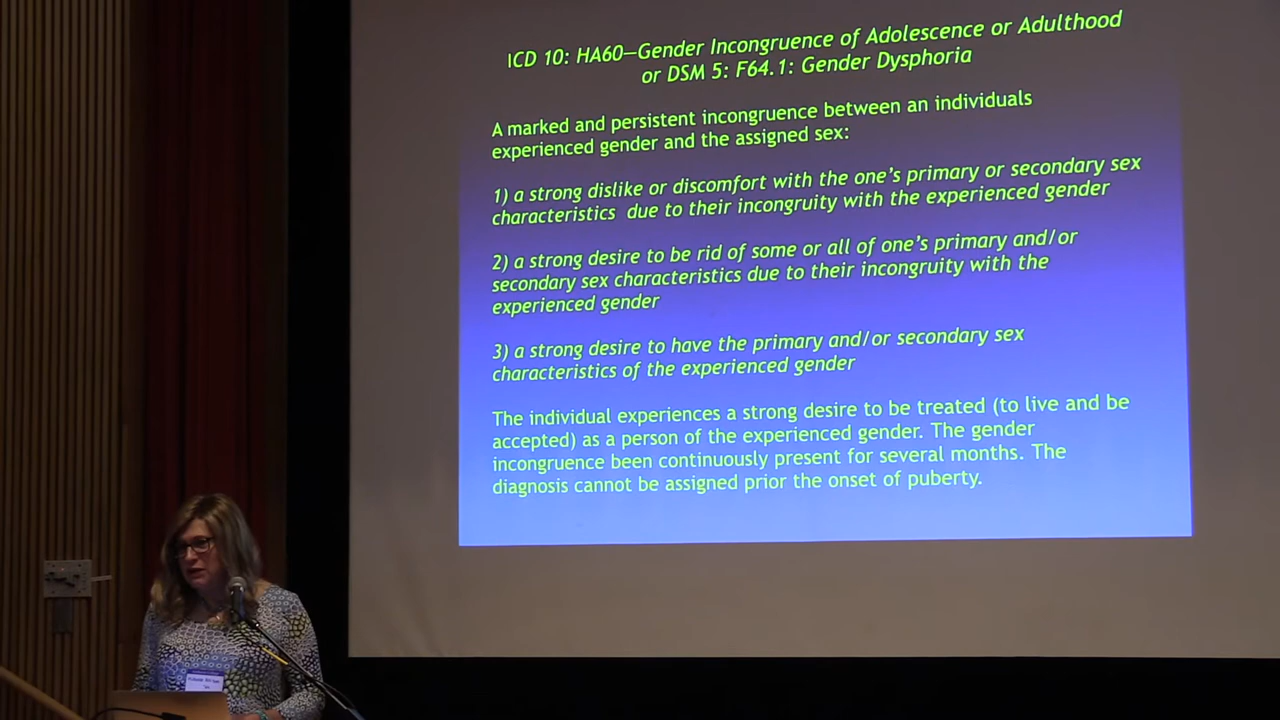 ICD 10: HA60—Gender Incongruence of Adolescence or Adulthood
or DSM 5: F64.1: Gender Dysphoria
A marked and persistent incongruence between an individuals
experienced gender and the assigned sex:
1) a strong dislike or discomfort with the one's primary or secondary sex
characteristics due to their incongruity with the experienced gender
2) a strong desire to be rid of some or all of one's primary and/or
secondary sex characteristics due to their incongruity with the
experienced gender
3) a strong desire to have the primary and/or secondary sex
characteristics of the experienced gender
The individual experiences a strong desire to be treated (to live and be
accepted) as a person of the experienced gender. The gender
incongruence been continuously present for several months. The
diagnosis cannot be assigned prior the onset of puberty.